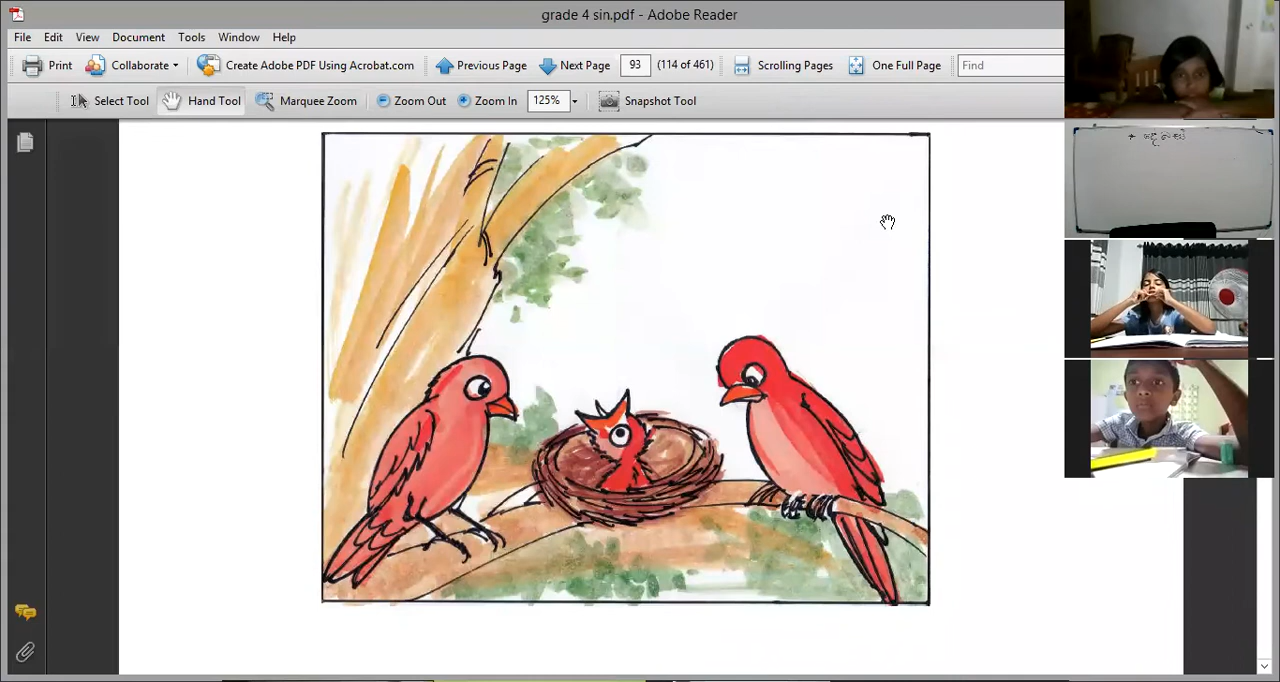 grade 4 sin.pdf - Adobe Reader
File Edit View Document Tools Window Help
Print Collaborate Create Adobe PDF Using Acrobat.com Previous Page Next Page 93 (114 of 461) Scrolling Pages One Full Page Find
Select Tool Hand Tool Marquee Zoom Zoom Out Zoom In 125% Snapshot Tool